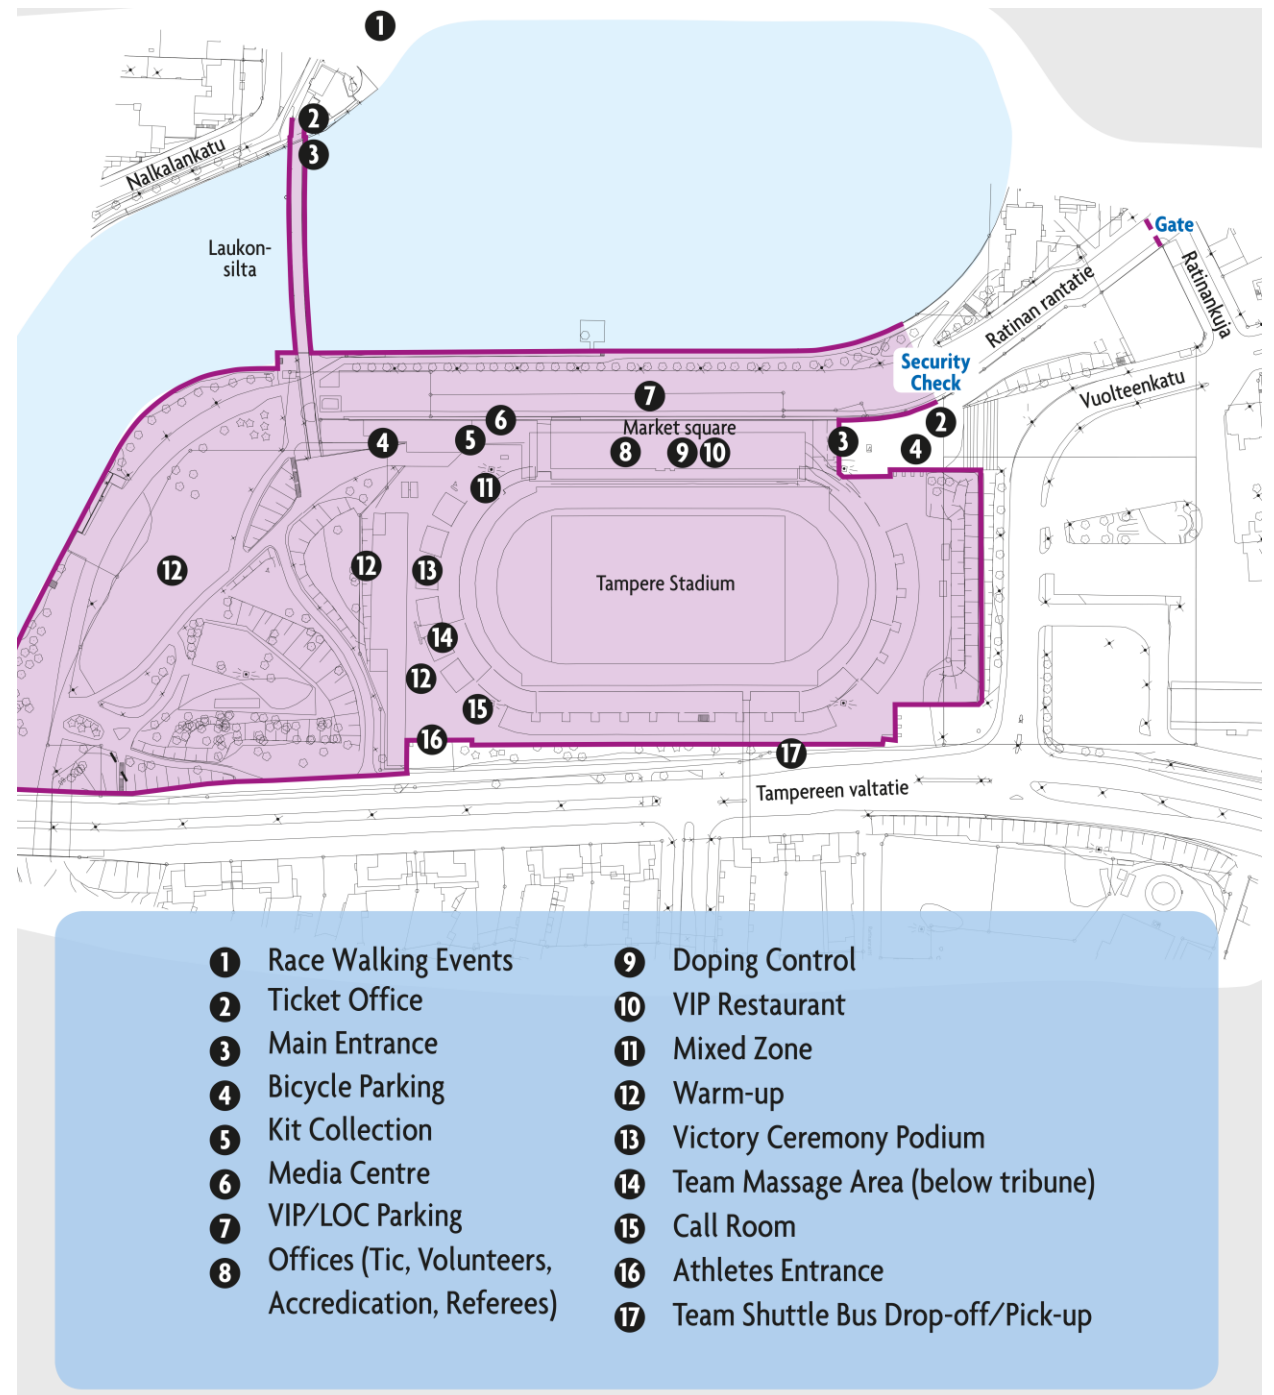 1
2
3
Nalkalankatu
Laukon-
silta
Gate
Ratinan rantatie
Ratinankuja
Security
Check
Vuolteenkatu
7
6
Market square
2
4
5
8
9
10
3
4
11
12
12
13
Tampere Stadium
14
12
15
16
17
Tampereen valtatie
1 Race Walking Events
2 Ticket Office
3 Main Entrance
4 Bicycle Parking
5 Kit Collection
6 Media Centre
7 VIP/LOC Parking
8 Offices (Tic, Volunteers,
Accredication, Referees)
9 Doping Control
10 VIP Restaurant
11 Mixed Zone
12 Warm-up
13 Victory Ceremony Podium
14 Team Massage Area (below tribune)
15 Call Room
16 Athletes Entrance
17 Team Shuttle Bus Drop-off/Pick-up